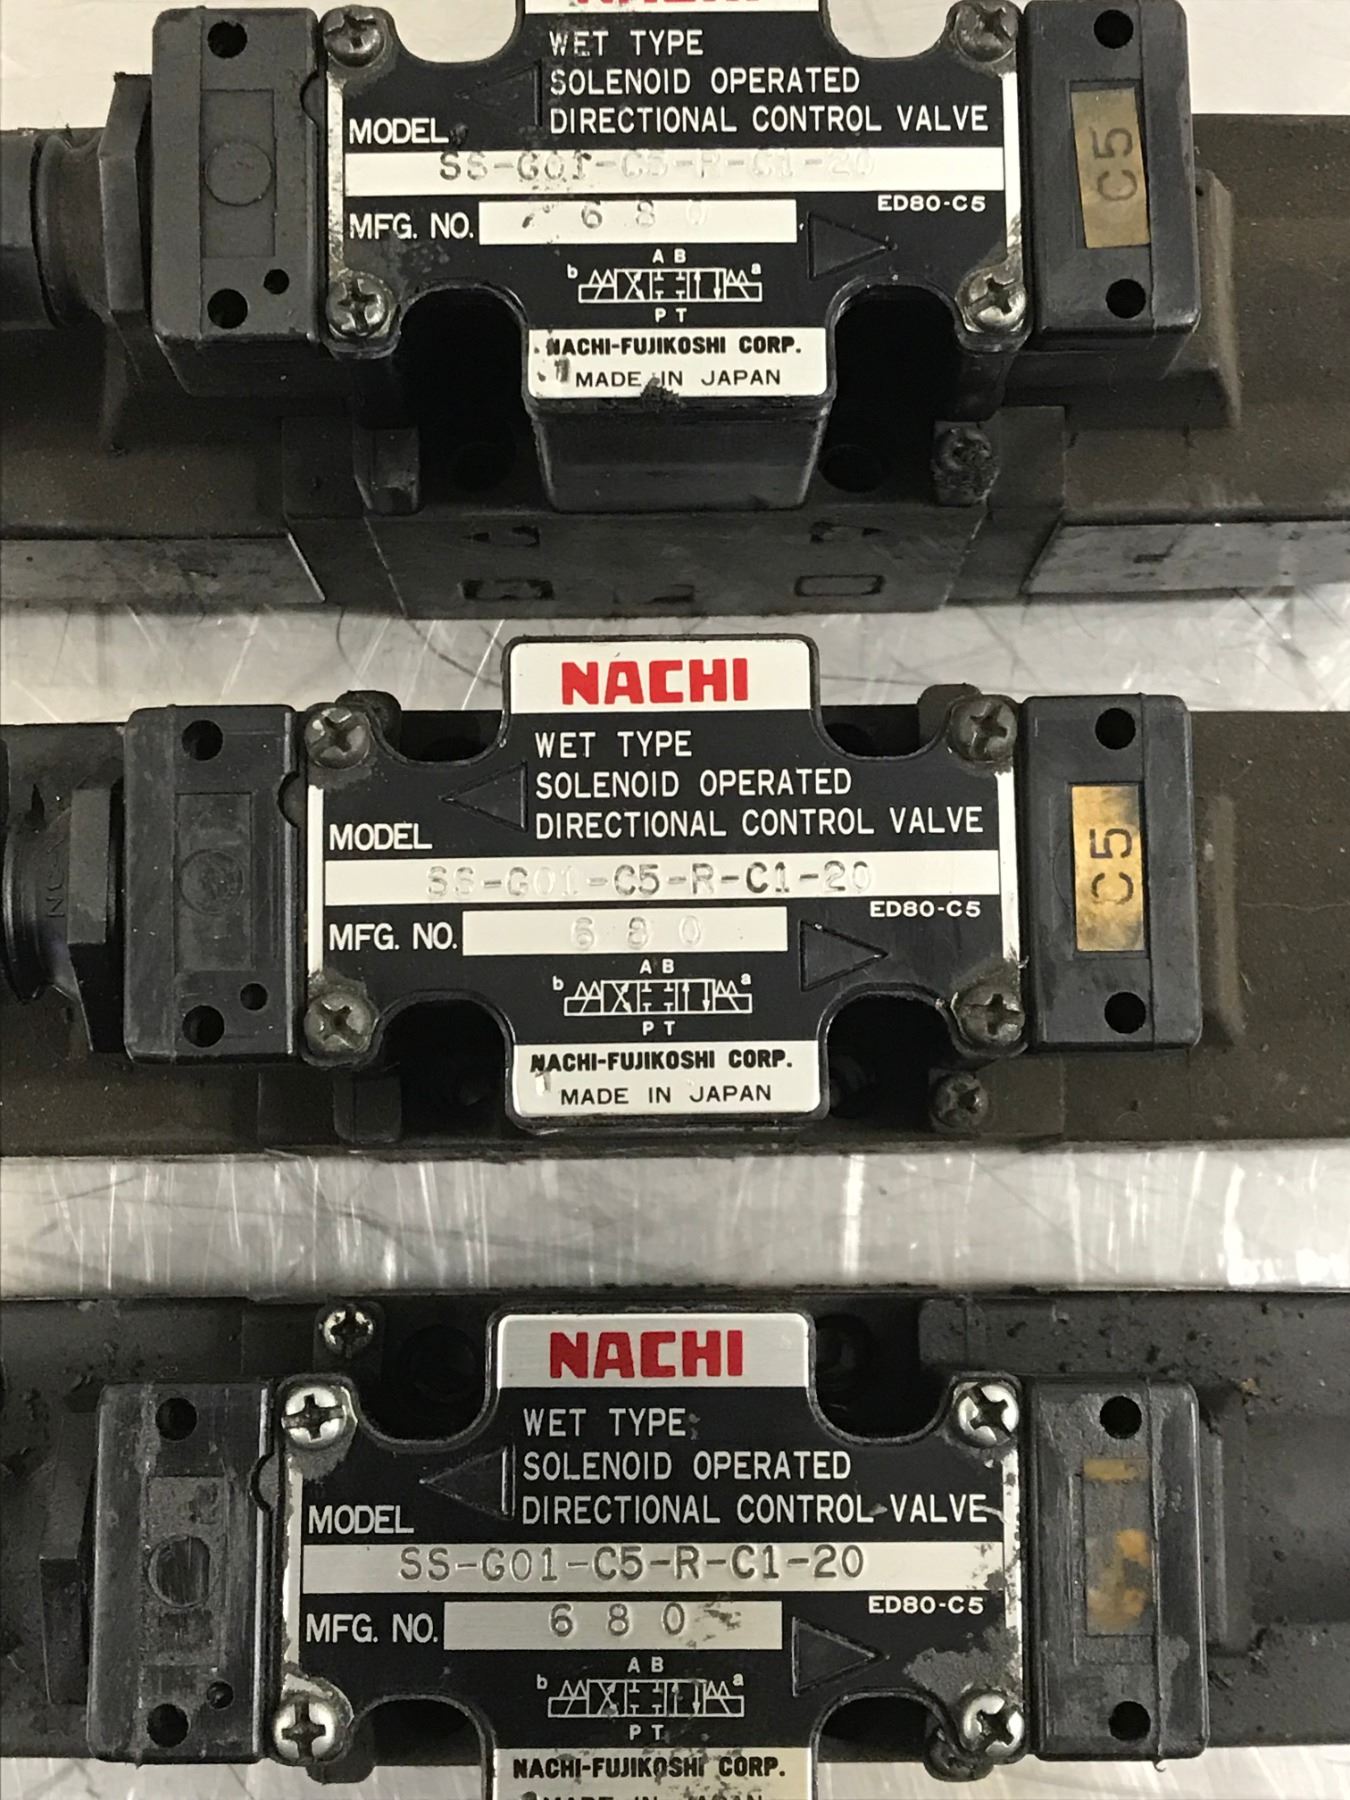 NACHI
WET TYPE
SOLENOID OPERATED
DIRECTIONAL CONTROL VALVE
MODEL
SS-G01-C5-R-C1-20
MFG. NO. 6 8 0
ED80-C5
A B
b a
P T
NACHI-FUJIKOSHI CORP.
MADE IN JAPAN
C5
NACHI
WET TYPE
SOLENOID OPERATED
DIRECTIONAL CONTROL VALVE
MODEL
SS-G01-C5-R-C1-20
MFG. NO. 6 8 0
ED80-C5
A B
b a
P T
NACHI-FUJIKOSHI CORP.
MADE IN JAPAN
C5
NACHI
WET TYPE
SOLENOID OPERATED
DIRECTIONAL CONTROL VALVE
MODEL
SS-G01-C5-R-C1-20
MFG. NO. 6 8 0
ED80-C5
A B
b a
P T
NACHI-FUJIKOSHI CORP.
MADE IN JAPAN